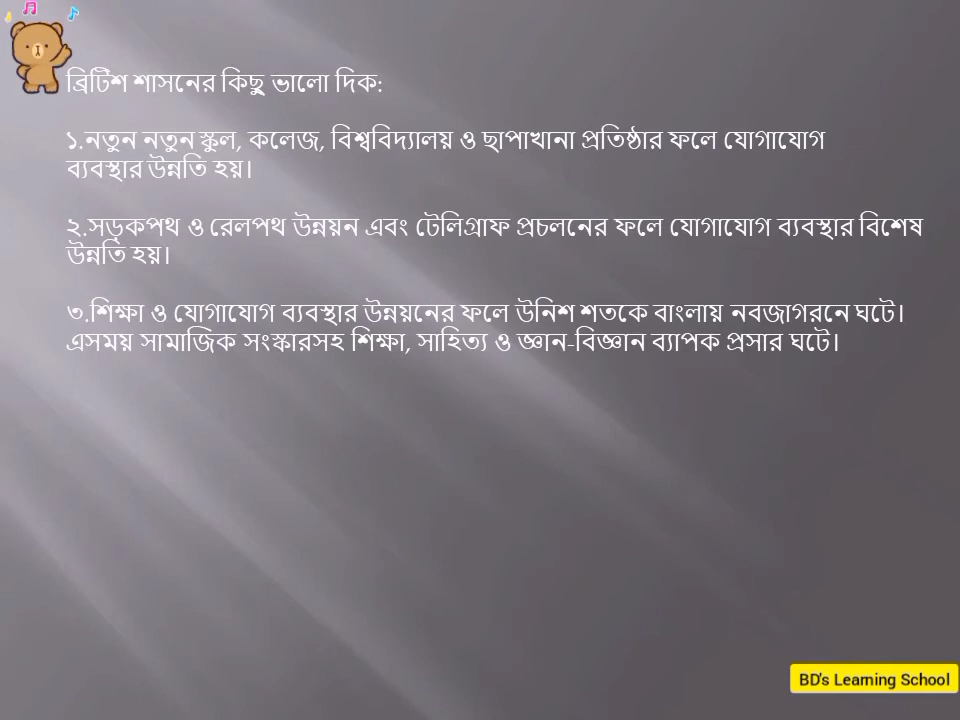 ব্রিটিশ শাসনের কিছু ভালো দিক:
১.নতুন নতুন স্কুল, কলেজ, বিশ্ববিদ্যালয় ও ছাপাখানা প্রতিষ্ঠার ফলে যোগাযোগ
ব্যবস্থার উন্নতি হয়।
২.সড়কপথ ও রেলপথ উন্নয়ন এবং টেলিগ্রাফ প্রচলনের ফলে যোগাযোগ ব্যবস্থার বিশেষ
উন্নতি হয়।
৩.শিক্ষা ও যোগাযোগ ব্যবস্থার উন্নয়নের ফলে উনিশ শতকে বাংলায় নবজাগরনে ঘটে।
এসময় সামাজিক সংস্কারসহ শিক্ষা, সাহিত্য ও জ্ঞান-বিজ্ঞান ব্যাপক প্রসার ঘটে।
BD's Learning School